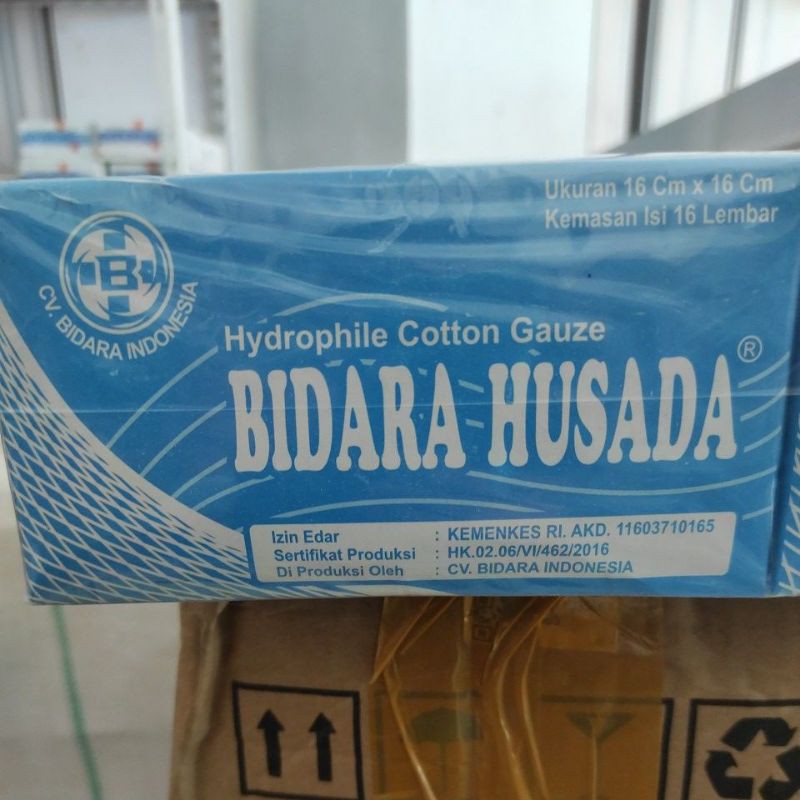 Ukuran 16 Cm x 16 Cm
Kemasan Isi 16 Lembar
B
CV. BIDARA INDONESIA
Hydrophile Cotton Gauze
BIDARA HUSADA®
Izin Edar : KEMENKES RI. AKD. 11603710165
Sertifikat Produksi : HK.02.06/VI/462/2016
Di Produksi Oleh : CV. BIDARA INDONESIA